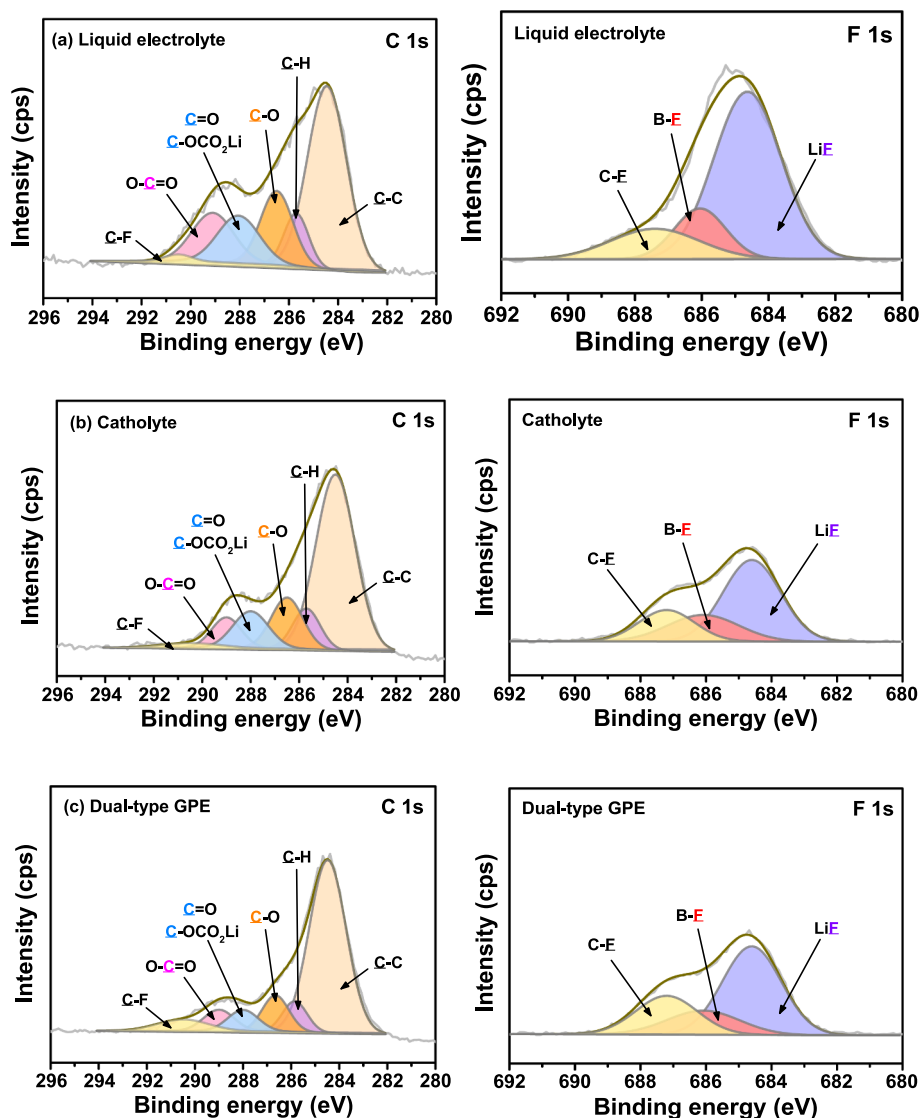 (a) Liquid electrolyte
C 1s
C-H
C=O
C-O
C-OCO2Li
O-C=O
C-C
C-F
Intensity (cps)
296 294 292 290 288 286 284 282 280
Binding energy (eV)
Liquid electrolyte
F 1s
B-F
LiF
C-F
Intensity (cps)
692 690 688 686 684 682 680
Binding energy (eV)
(b) Catholyte
C 1s
C-H
C=O
C-O
C-OCO2Li
O-C=O
C-C
C-F
Intensity (cps)
296 294 292 290 288 286 284 282 280
Binding energy (eV)
Catholyte
F 1s
B-F
LiF
C-F
Intensity (cps)
692 690 688 686 684 682 680
Binding energy (eV)
(c) Dual-type GPE
C 1s
C-H
C=O
C-O
C-OCO2Li
O-C=O
C-C
C-F
Intensity (cps)
296 294 292 290 288 286 284 282 280
Binding energy (eV)
Dual-type GPE
F 1s
B-F
LiF
C-F
Intensity (cps)
692 690 688 686 684 682 680
Binding energy (eV)